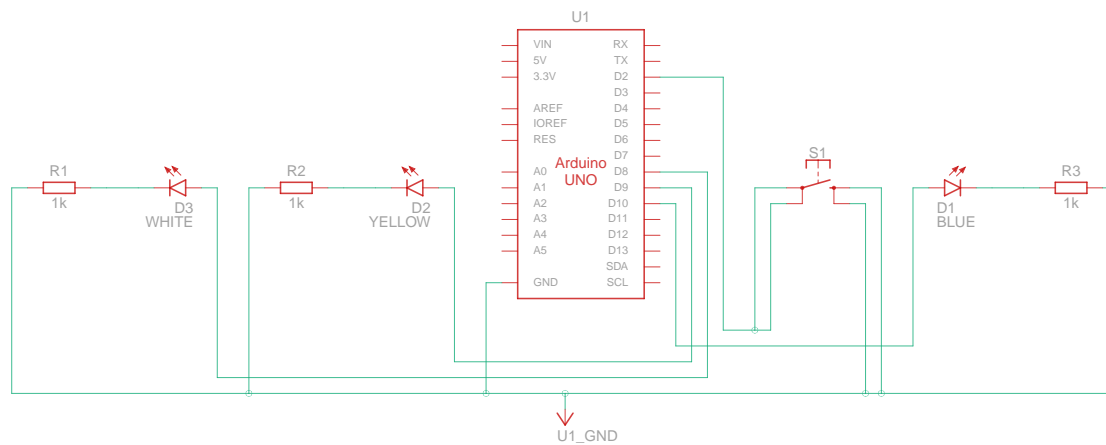 U1
VIN
5V
3.3V
AREF
IOREF
RES
A0
A1
A2
A3
A4
A5
GND
Arduino
UNO
RX
TX
D2
D3
D4
D5
D6
D7
D8
D9
D10
D11
D12
D13
SDA
SCL
R1
1k
D3
WHITE
R2
1k
D2
YELLOW
S1
D1
BLUE
R3
1k
U1_GND